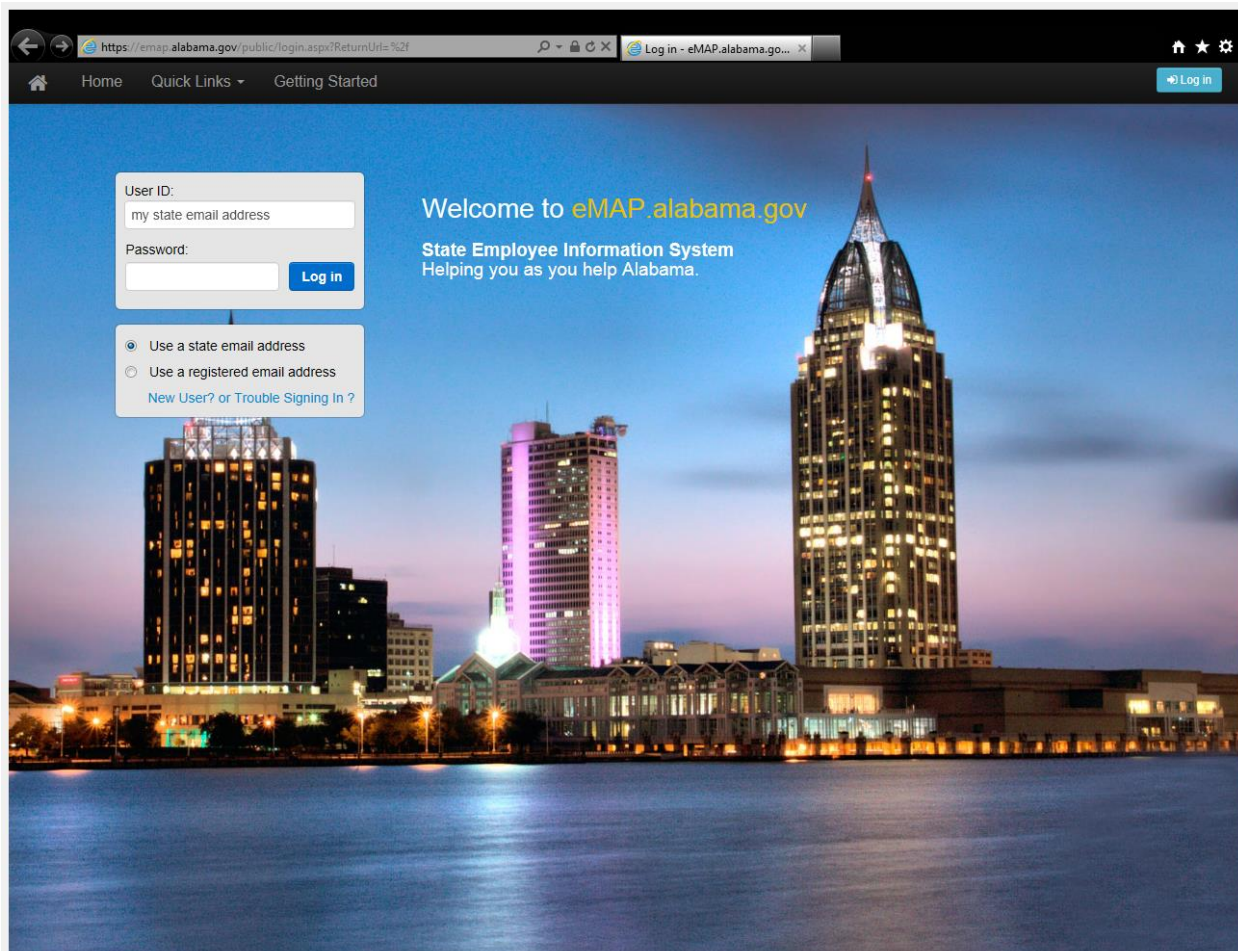 https://emap.alabama.gov/public/login.aspx?ReturnUrl=%2f
Log in - eMAP.alabama.go...
Home Quick Links Getting Started
Log in
User ID:
my state email address
Password:
Log in
Use a state email address
Use a registered email address
New User? or Trouble Signing In ?
Welcome to eMAP.alabama.gov
State Employee Information System
Helping you as you help Alabama.